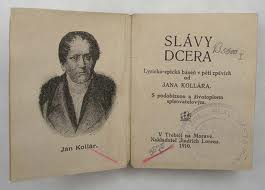 Jan Kollár.
SLÁVY
DCERA
Lyricko-epická báseň v pěti zpěvích
od
JANA KOLLÁRA.
S podobiznou a životopisem
spisovatelovým.
V Třebíči na Moravě.
Nakladatel Jindřich Lorenz.
1910.